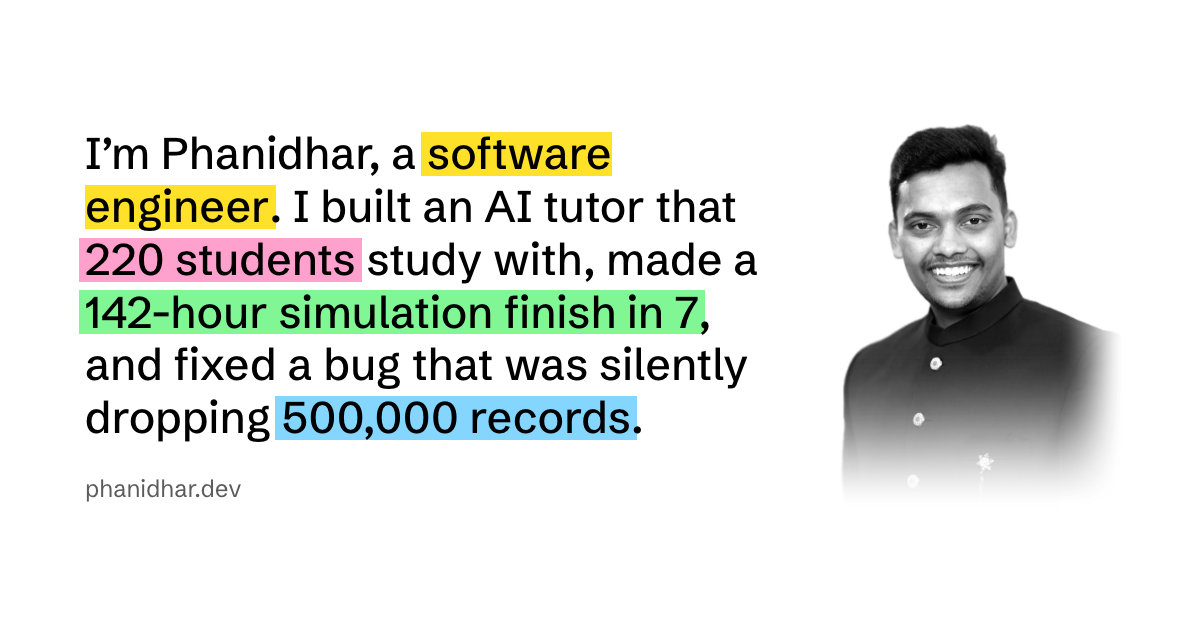 I’m Phanidhar, a software
engineer. I built an AI tutor that
220 students study with, made a
142-hour simulation finish in 7,
and fixed a bug that was silently
dropping 500,000 records.
phanidhar.dev